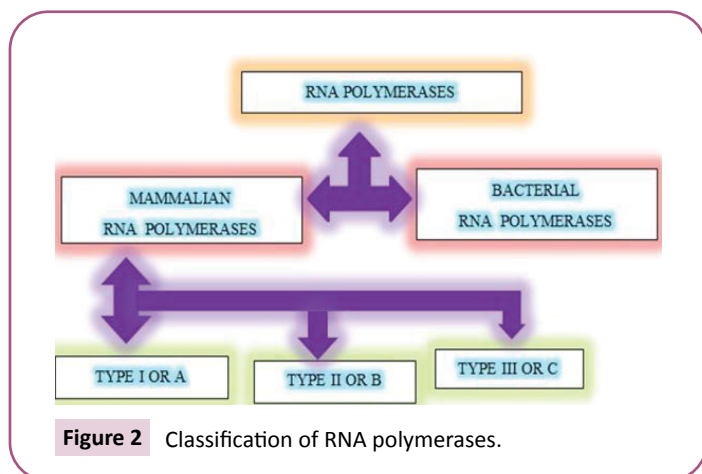 RNA POLYMERASES
MAMMALIAN
RNA POLYMERASES
BACTERIAL
RNA POLYMERASES
TYPE I OR A
TYPE II OR B
TYPE III OR C
Figure 2 Classification of RNA polymerases.